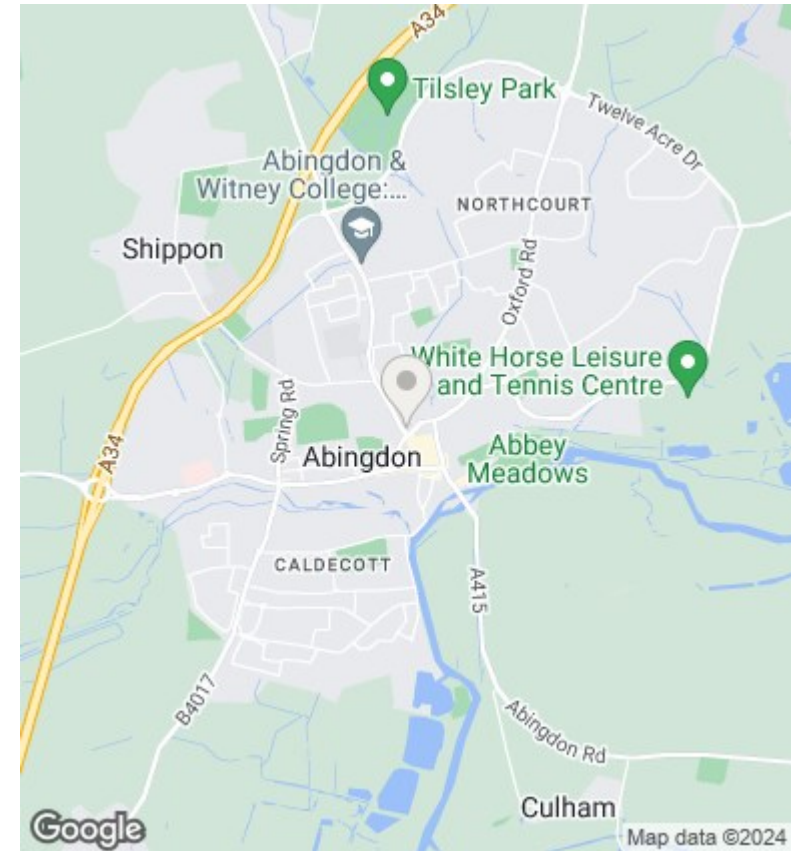 A34
Tilsley Park
Twelve Acre Dr
Abingdon &
Witney College:...
NORTHCOURT
Shippon
Oxford Rd
White Horse Leisure
and Tennis Centre
Spring Rd
A34
Abingdon
Abbey
Meadows
CALDECOTT
A415
B4017
Abingdon Rd
Culham
Google
Map data ©2024